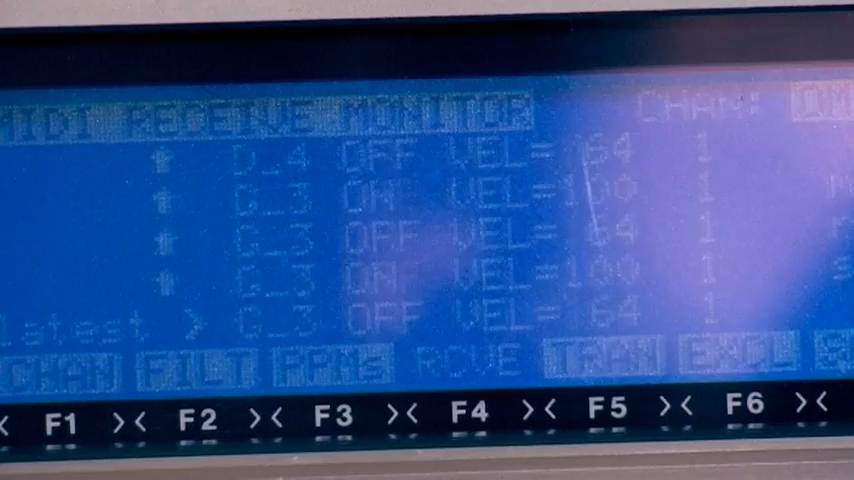 MIDI RECEIVE MONITOR CHAN:
D_4 OFF VEL= 64 1
G_3 ON VEL=100 1
G_3 OFF VEL= 64 1
G_3 ON VEL=100 1
latest > G_3 OFF VEL= 64 1
CHAN FILT PPNs RCVE TRAN EXCL
< F1 >< F2 >< F3 >< F4 >< F5 >< F6 ><